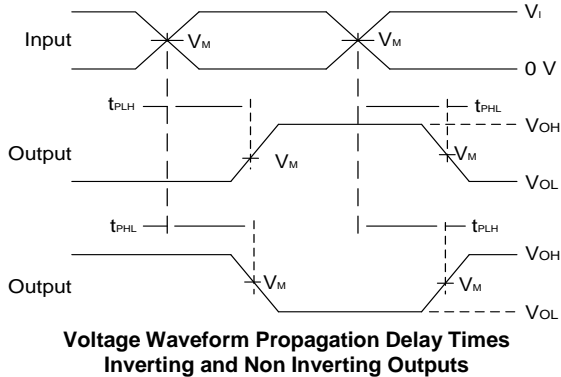 VI
Input
VM
VM
0 V
tPLH
tPHL
VOH
Output
VM
VM
VOL
tPHL
tPLH
VOH
Output
VM
VM
VOL
Voltage Waveform Propagation Delay Times
Inverting and Non Inverting Outputs